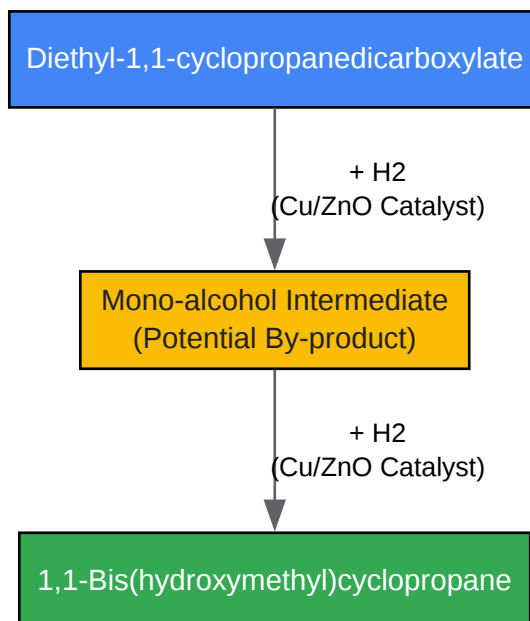 Diethyl-1,1-cyclopropanedicarboxylate
+ H2
(Cu/ZnO Catalyst)
Mono-alcohol Intermediate
(Potential By-product)
+ H2
(Cu/ZnO Catalyst)
1,1-Bis(hydroxymethyl)cyclopropane